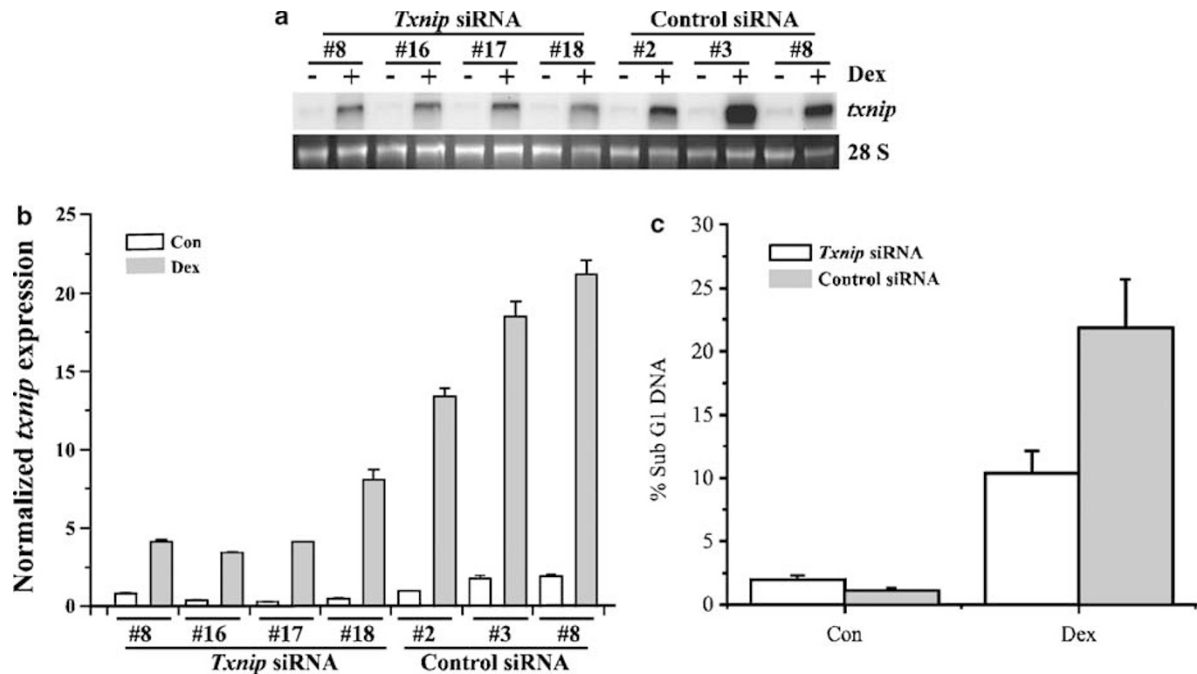 a
Txnip siRNA Control siRNA
#8 #16 #17 #18 #2 #3 #8
- + - + - + - + - + - + - + Dex
txnip
28 S
b
Normalized txnip expression
25
20
15
10
5
0
Con
Dex
#8 #16 #17 #18 #2 #3 #8
Txnip siRNA Control siRNA
c
% Sub G1 DNA
30
25
20
15
10
5
0
Txnip siRNA
Control siRNA
Con Dex